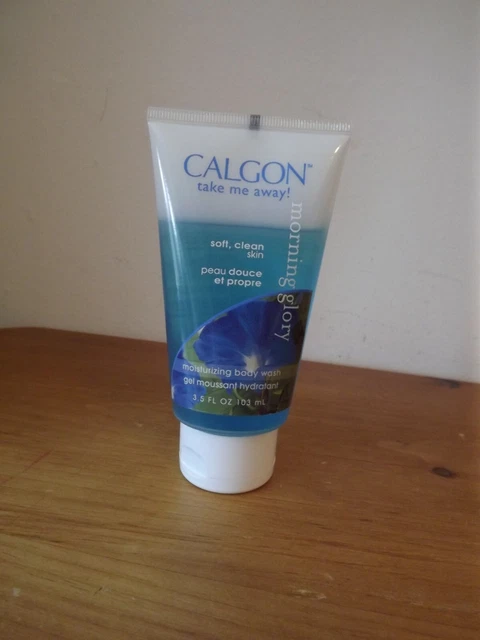 CALGON™
take me away!
morning glory
soft, clean
skin
peau douce
et propre
moisturizing body wash
gel moussant hydratant
3.5 FL OZ 103 mL